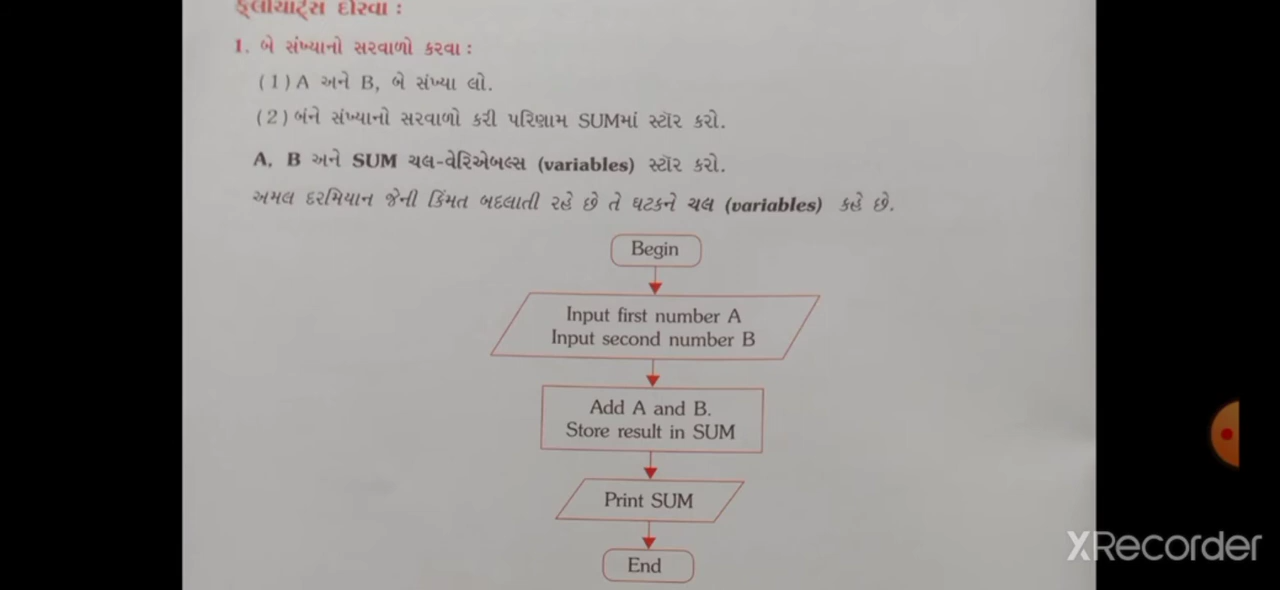 ફ્લોચાર્ટ્સ દોરવા :
1. બે સંખ્યાનો સરવાળો કરવા :
(1) A અને B, બે સંખ્યા લો.
(2) બંને સંખ્યાનો સરવાળો કરી પરિણામ SUMમાં સ્ટૉર કરો.
A, B અને SUM ચલ-વેરિએબલ્સ (variables) સ્ટૉર કરો.
અમલ દરમિયાન જેની કિંમત બદલાતી રહે છે તે ઘટકને ચલ (variables) કહે છે.
Begin
Input first number A
Input second number B
Add A and B.
Store result in SUM
Print SUM
End
XRecorder